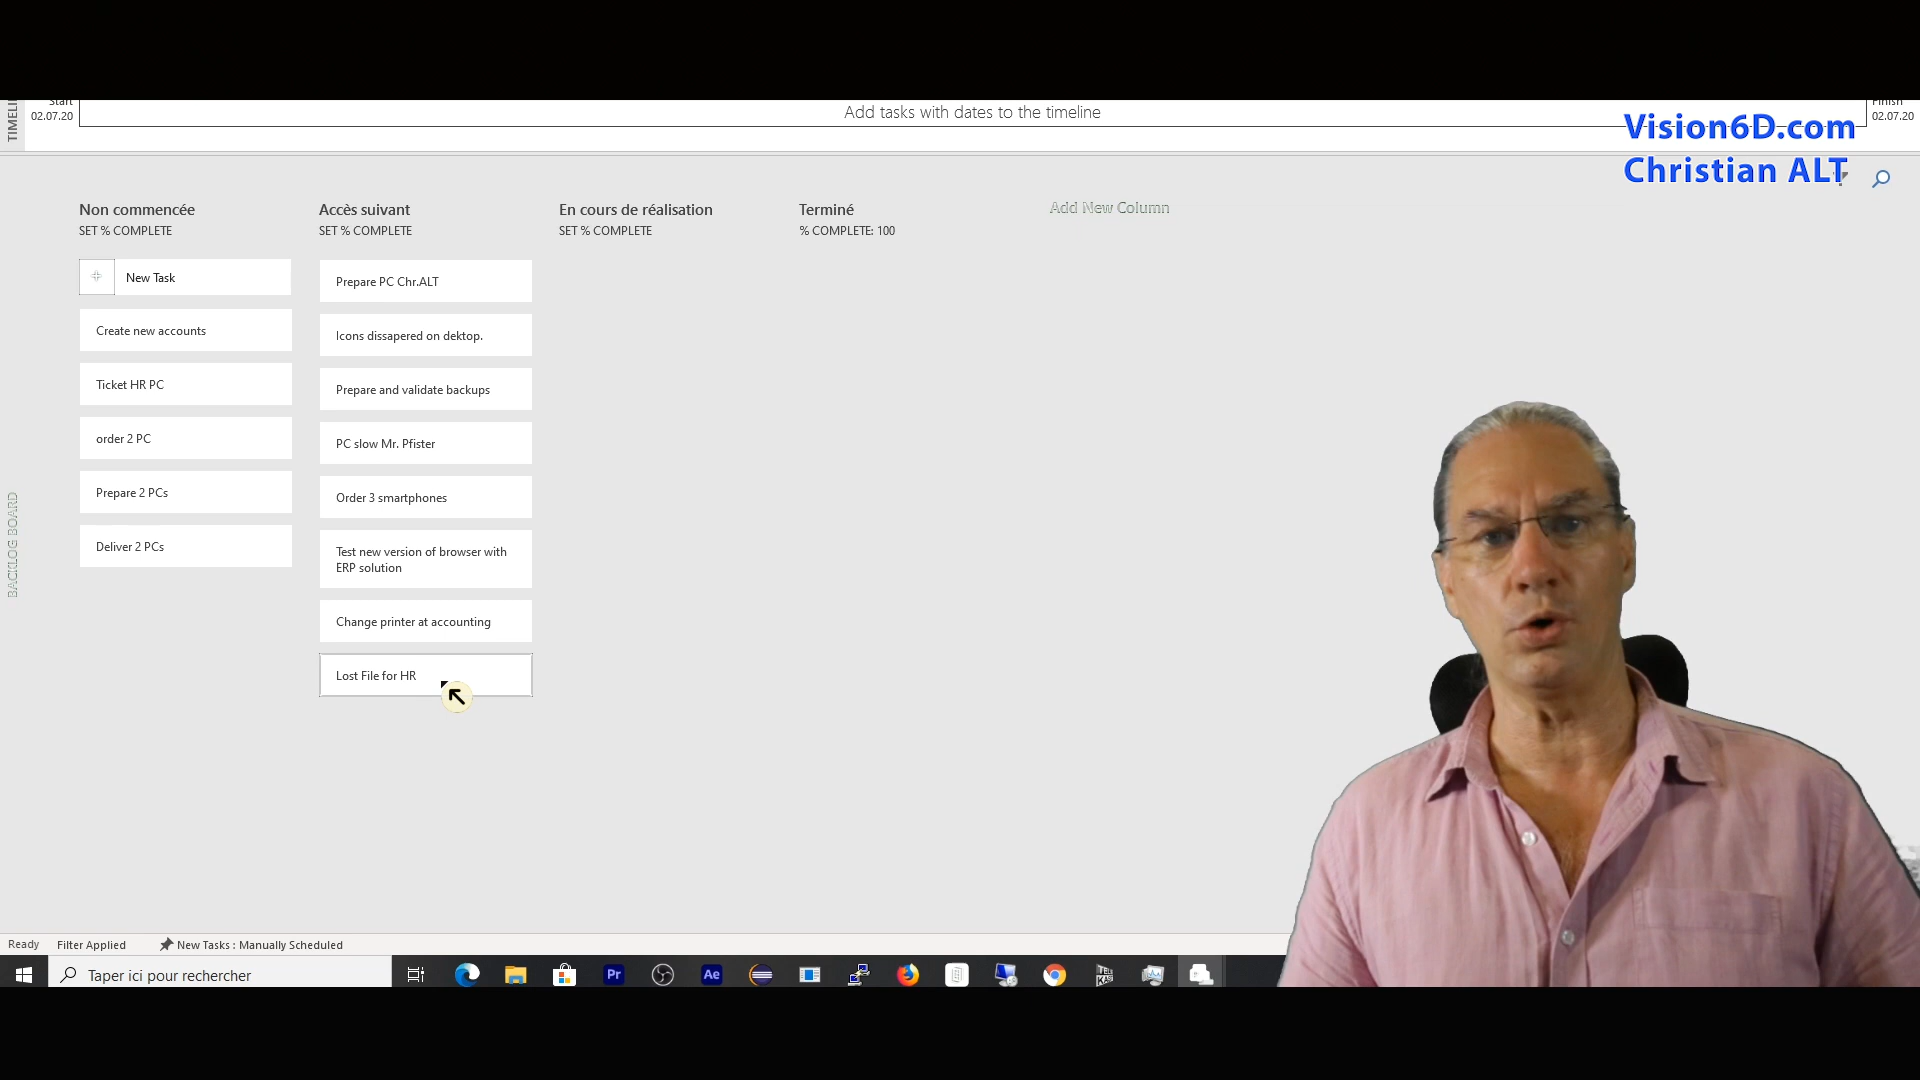 TIMELI
Start
02.07.20
Add tasks with dates to the timeline
Finish
02.07.20
Vision6D.com
Christian ALT
Non commencée
SET % COMPLETE
New Task
Create new accounts
Ticket HR PC
order 2 PC
Prepare 2 PCs
Deliver 2 PCs
Accès suivant
SET % COMPLETE
Prepare PC Chr.ALT
Icons dissapered on dektop.
Prepare and validate backups
PC slow Mr. Pfister
Order 3 smartphones
Test new version of browser with
ERP solution
Change printer at accounting
Lost File for HR
En cours de réalisation
SET % COMPLETE
Terminé
% COMPLETE: 100
Add New Column
BACKLOG BOARD
Ready
Filter Applied
New Tasks : Manually Scheduled
Taper ici pour rechercher
Pr
Ae
TELE
KAST